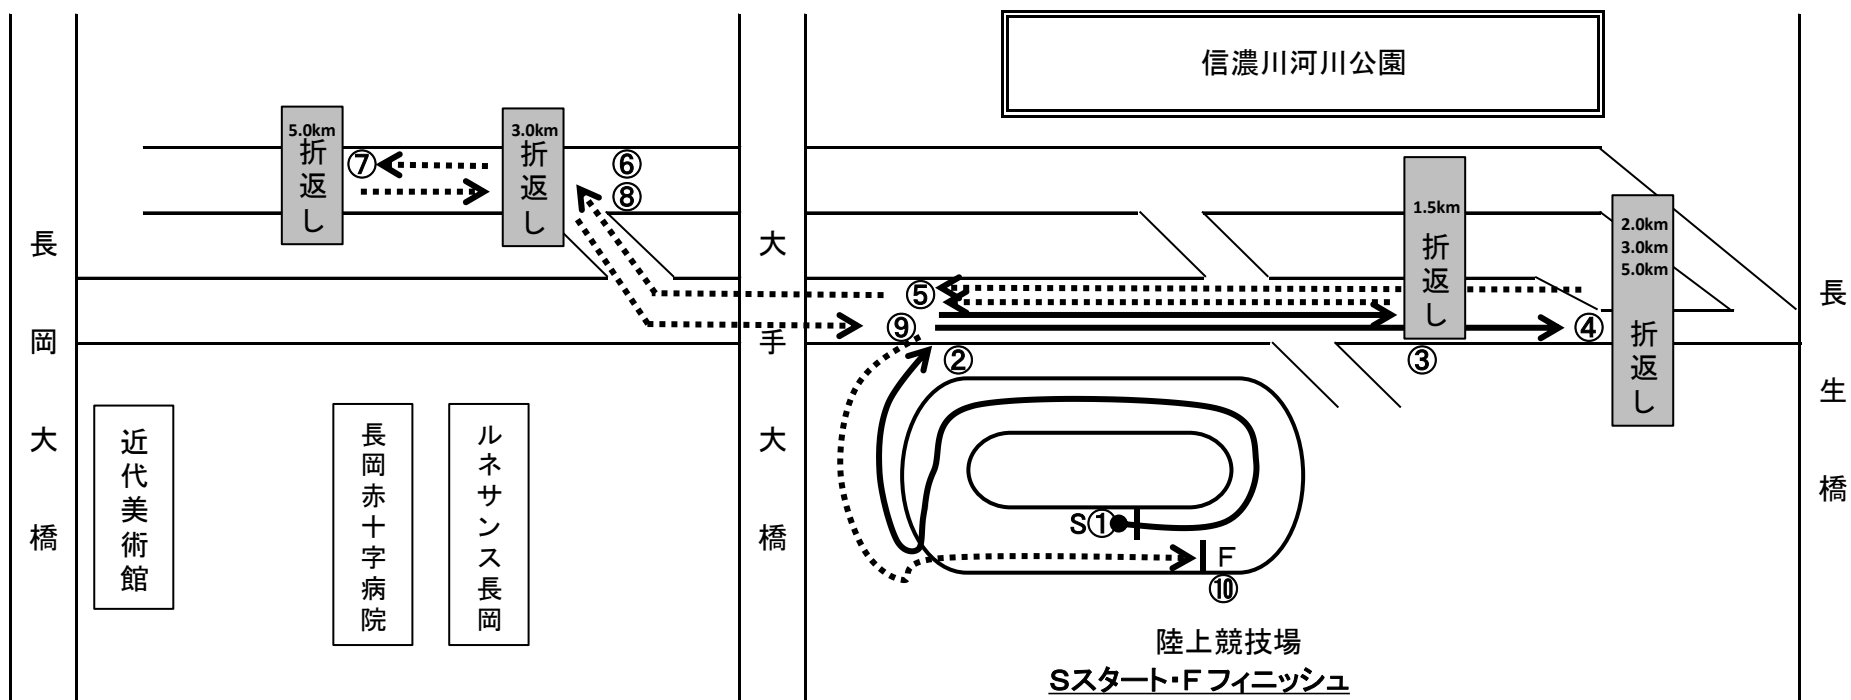 信濃川河川公園
5.0km
折返し
3.0km
折返し
1.5km
折返し
2.0km
3.0km
5.0km
折返し
⑦
⑥
⑧
⑤
⑨
④
②
③
長岡大橋
大手大橋
長生橋
近代美術館
長岡赤十字病院
ルネサンス長岡
S①
F
⑩
陸上競技場
Sスタート・Fフィニッシュ